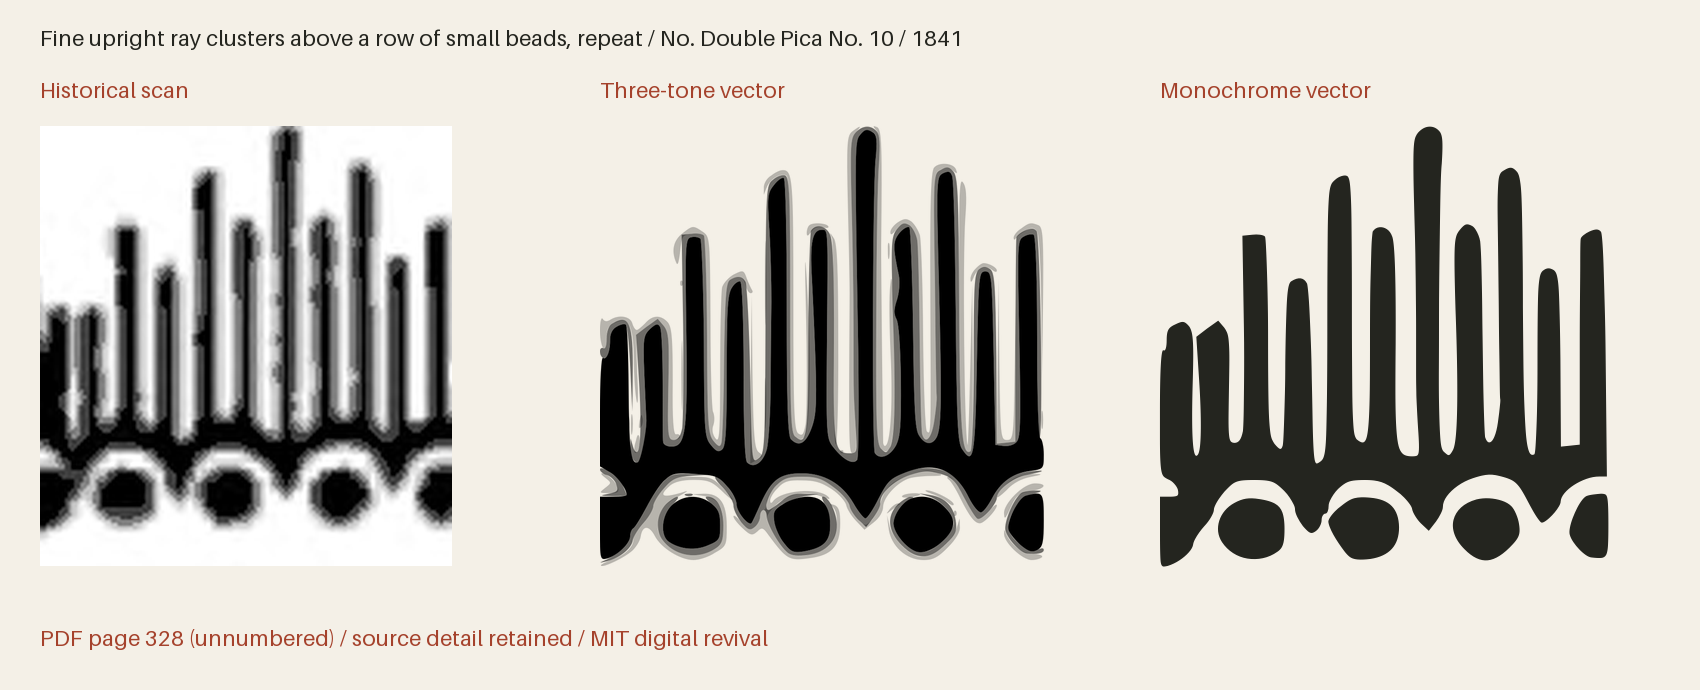 Fine upright ray clusters above a row of small beads, repeat / No. Double Pica No. 10 / 1841
Historical scan
Three-tone vector
Monochrome vector
PDF page 328 (unnumbered) / source detail retained / MIT digital revival